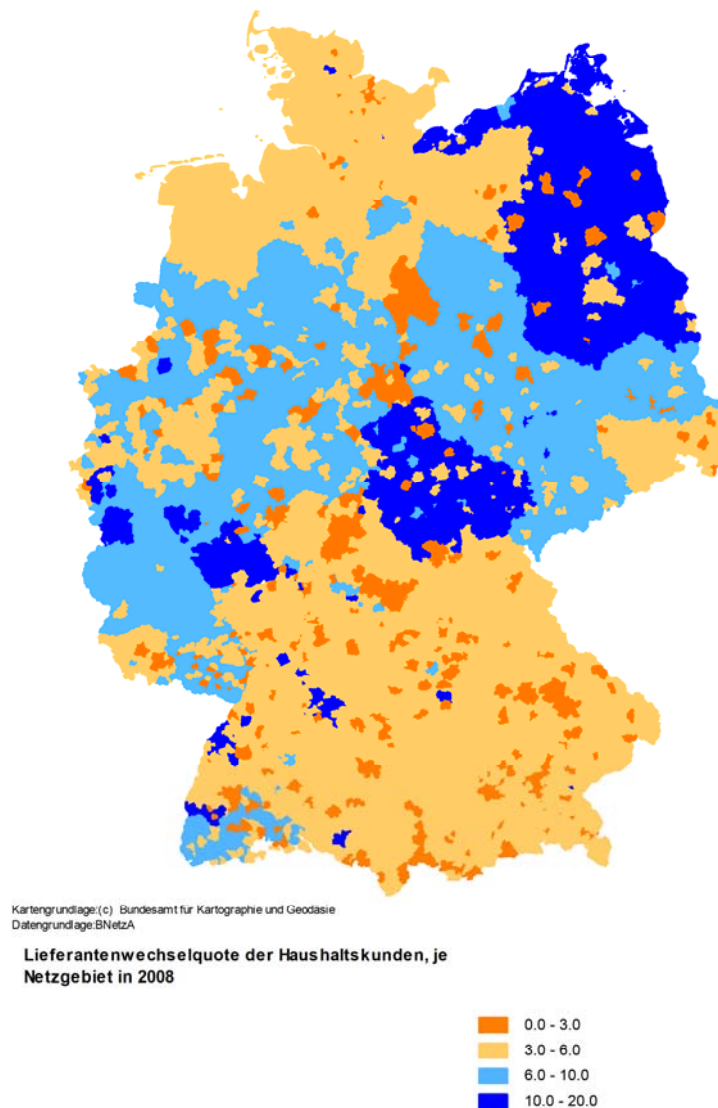 Kartengrundlage:(c) Bundesamt für Kartographie und Geodäsie
Datengrundlage:BNetzA
Lieferantenwechselquote der Haushaltskunden, je
Netzgebiet in 2008
0.0 - 3.0
3.0 - 6.0
6.0 - 10.0
10.0 - 20.0